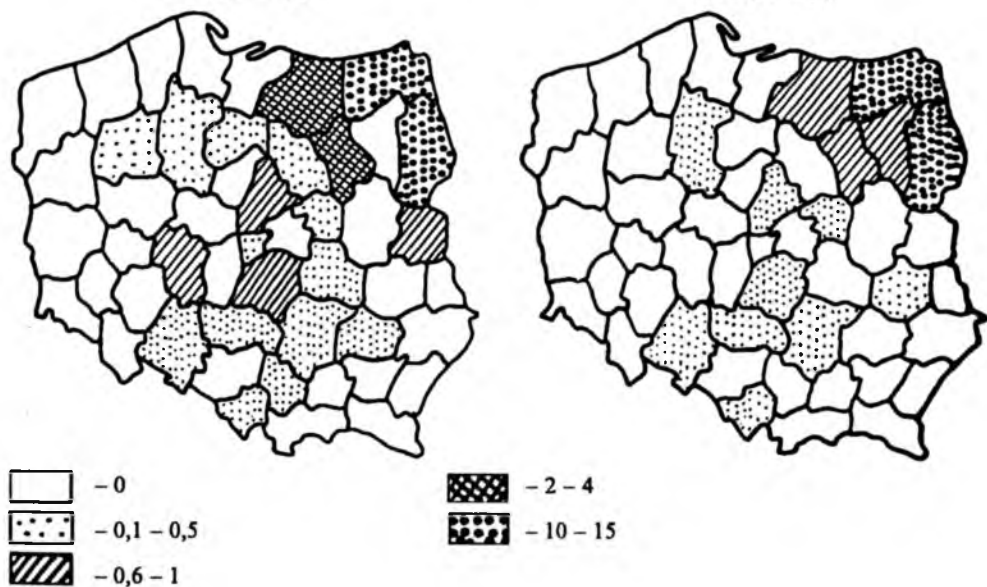 – 0
– 0,1 – 0,5
– 0,6 – 1
– 2 – 4
– 10 – 15